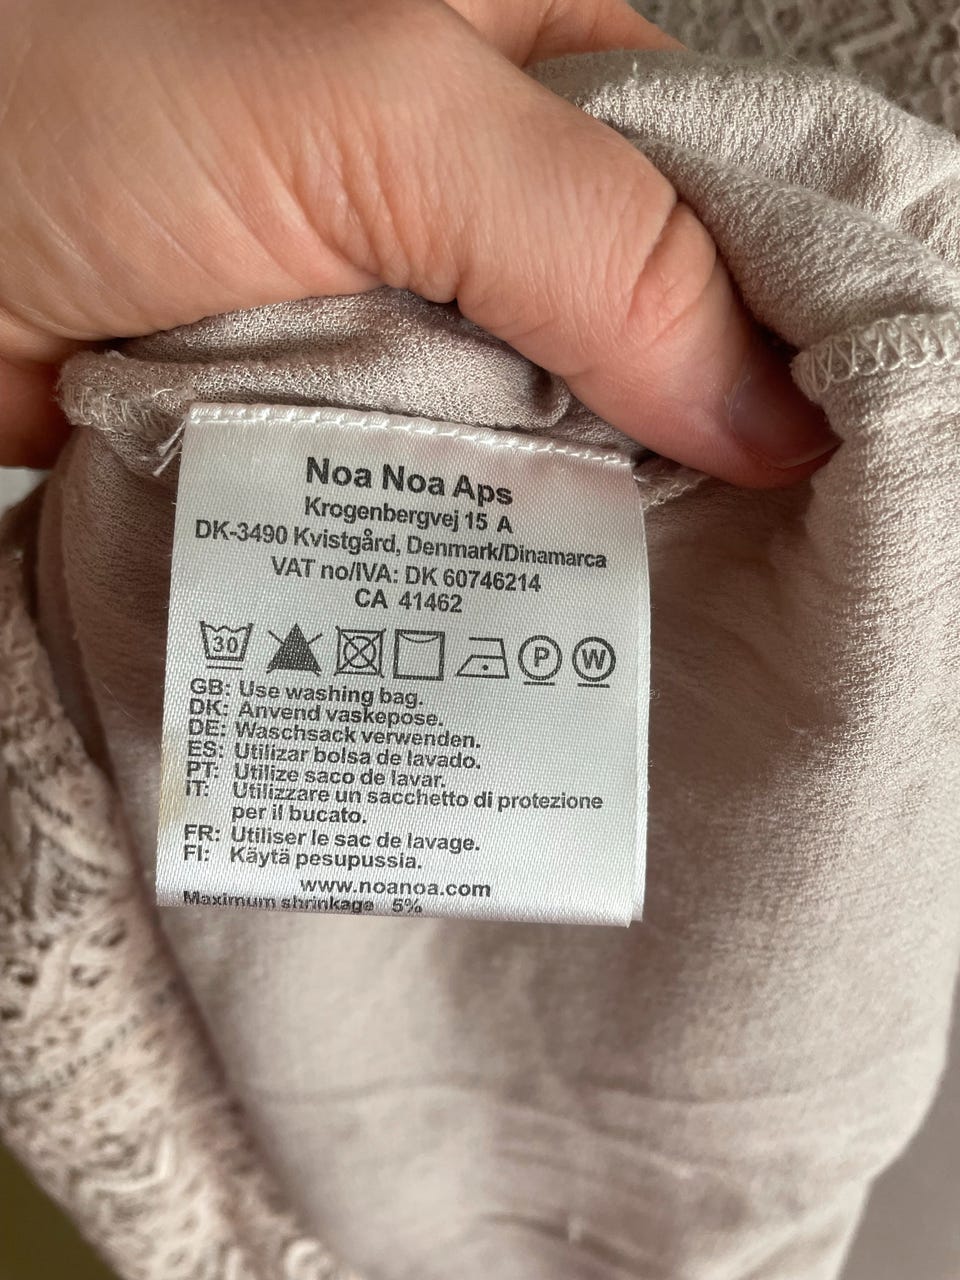 Noa Noa Aps
Krogenbergvej 15 A
DK-3490 Kvistgård, Denmark/Dinamarca
VAT no/IVA: DK 60746214
CA 41462
30 P W
GB: Use washing bag.
DK: Anvend vaskepose.
DE: Waschsack verwenden.
ES: Utilizar bolsa de lavado.
PT: Utilize saco de lavar.
IT: Utilizzare un sacchetto di protezione
per il bucato.
FR: Utiliser le sac de lavage.
FI: Käytä pesupussia.
www.noanoa.com
Maximum shrinkage 5%